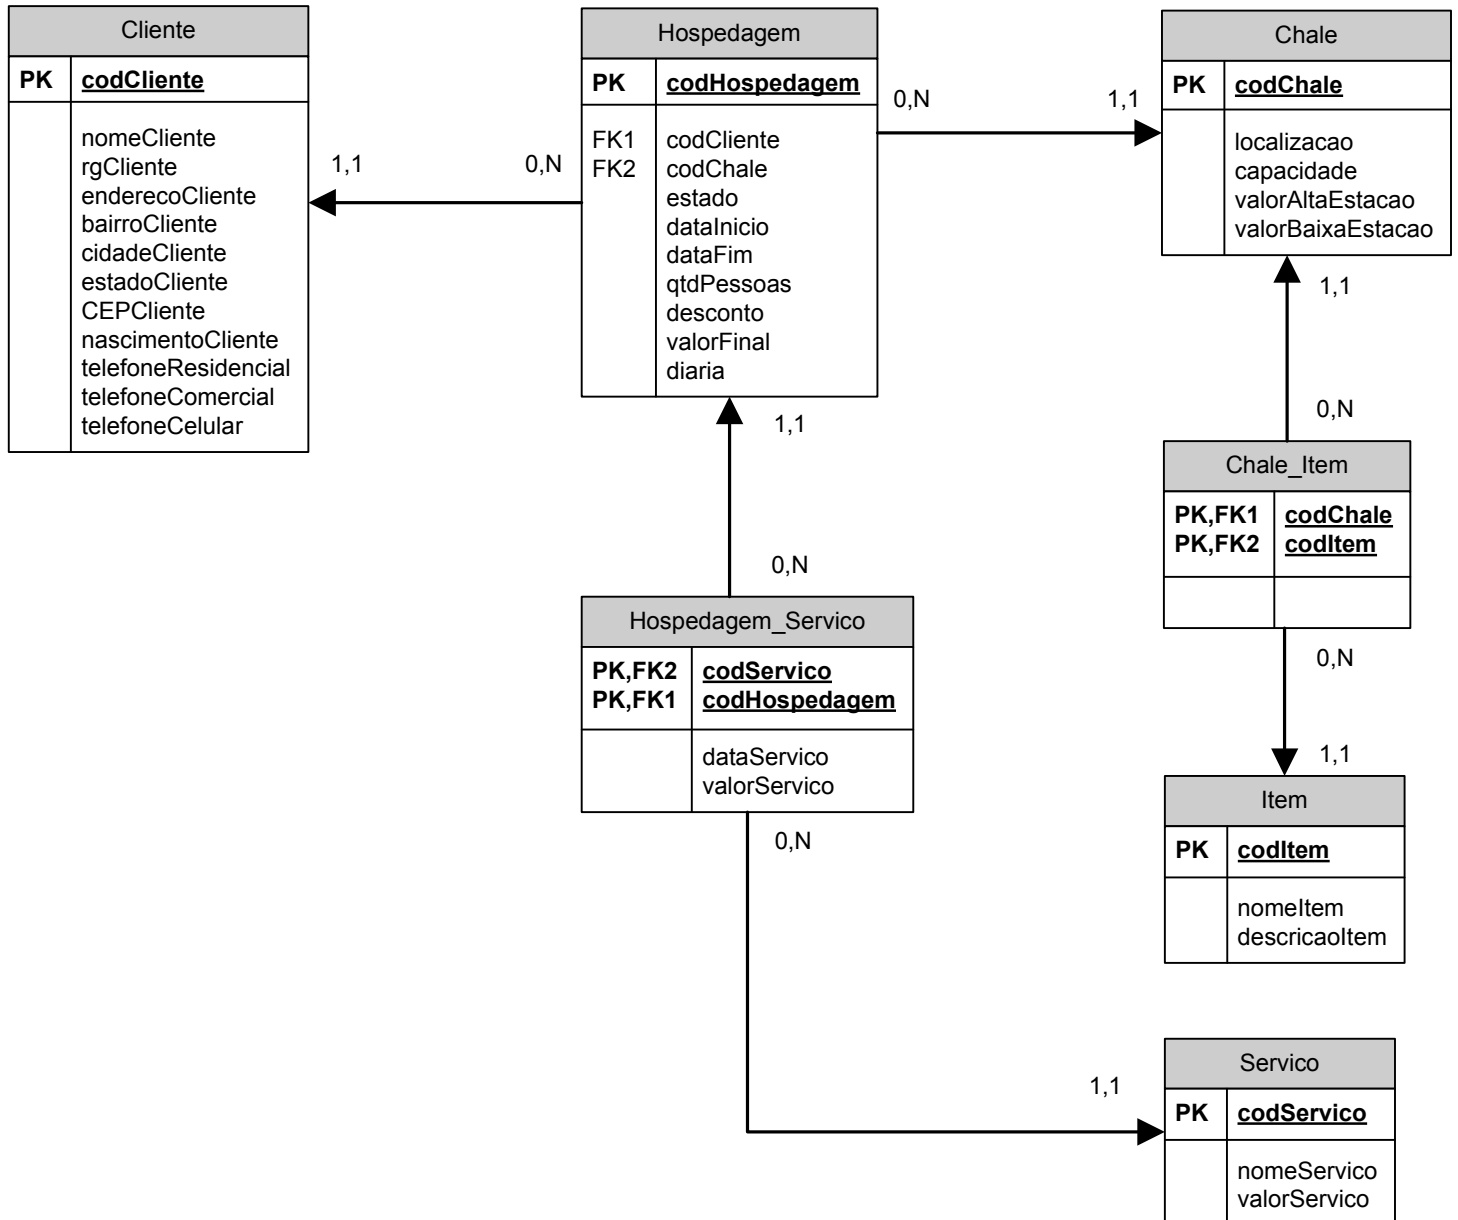 Cliente
PK codCliente
nomeCliente
rgCliente
enderecoCliente
bairroCliente
cidadeCliente
estadoCliente
CEPCliente
nascimentoCliente
telefoneResidencial
telefoneComercial
telefoneCelular
1,1
0,N
Hospedagem
PK codHospedagem
FK1 codCliente
FK2 codChale
estado
dataInicio
dataFim
qtdPessoas
desconto
valorFinal
diaria
0,N
1,1
Chale
PK codChale
localizacao
capacidade
valorAltaEstacao
valorBaixaEstacao
1,1
0,N
Chale_Item
PK,FK1 codChale
PK,FK2 codItem
0,N
1,1
Item
PK codItem
nomeItem
descricaoItem
1,1
0,N
Hospedagem_Servico
PK,FK2 codServico
PK,FK1 codHospedagem
dataServico
valorServico
0,N
1,1
Servico
PK codServico
nomeServico
valorServico